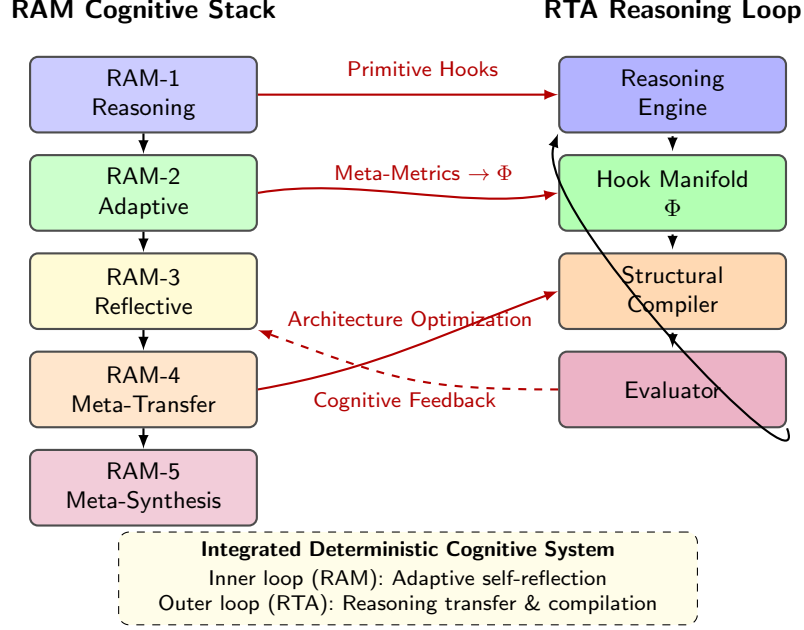 RAM Cognitive Stack
RTA Reasoning Loop
RAM-1
Reasoning
Primitive Hooks
Reasoning
Engine
RAM-2
Adaptive
Meta-Metrics → Φ
Hook Manifold
Φ
RAM-3
Reflective
Architecture Optimization
Structural
Compiler
RAM-4
Meta-Transfer
Cognitive Feedback
Evaluator
RAM-5
Meta-Synthesis
Integrated Deterministic Cognitive System
Inner loop (RAM): Adaptive self-reflection
Outer loop (RTA): Reasoning transfer & compilation